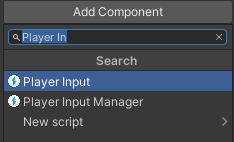 Add Component
Player In
Search
Player Input
Player Input Manager
New script